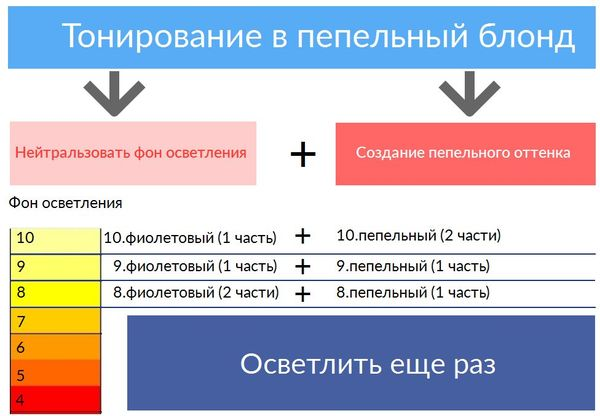 Тонирование в пепельный блонд
Нейтральзовать фон осветления + Создание пепельного оттенка
Фон осветления
10 10.фиолетовый (1 часть) + 10.пепельный (2 части)
9 9.фиолетовый (1 часть) + 9.пепельный (1 часть)
8 8.фиолетовый (2 части) + 8.пепельный (1 часть)
7
6
5
4
Осветлить еще раз